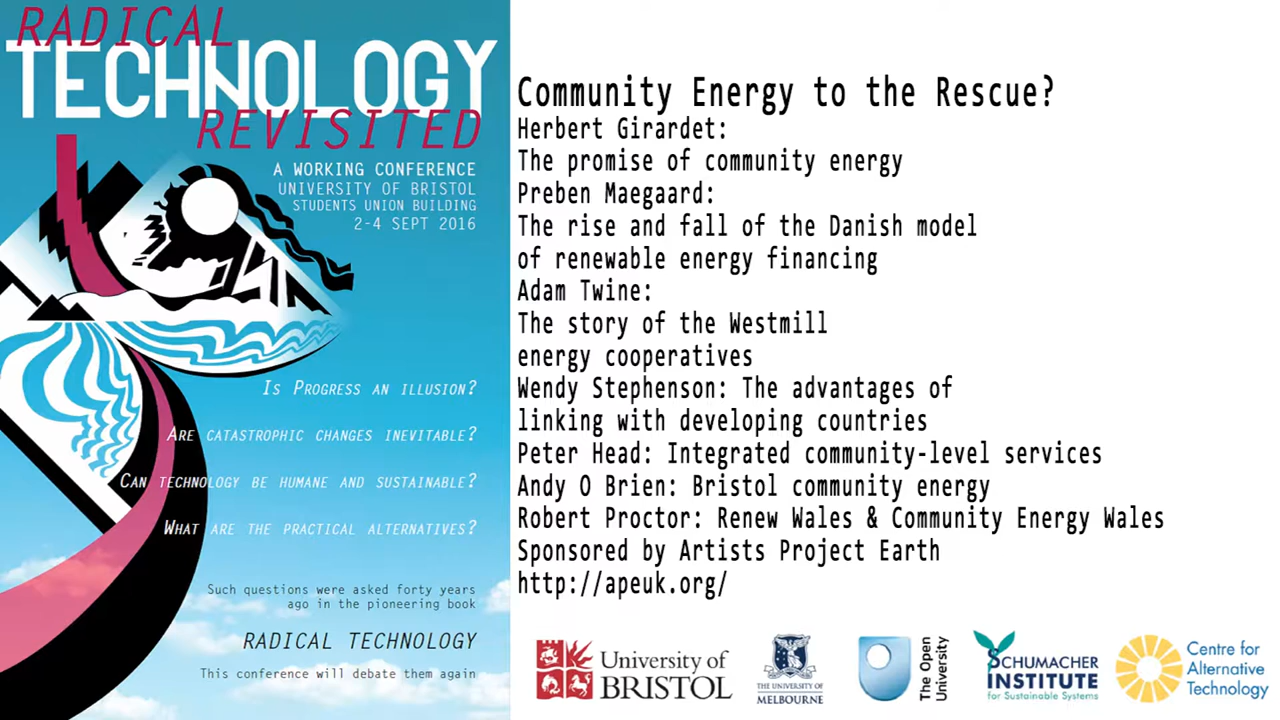 RADICAL
TECHNOLOGY
REVISITED
A WORKING CONFERENCE
UNIVERSITY OF BRISTOL
STUDENTS UNION BUILDING
2-4 SEPT 2016
IS PROGRESS AN ILLUSION?
ARE CATASTROPHIC CHANGES INEVITABLE?
CAN TECHNOLOGY BE HUMANE AND SUSTAINABLE?
WHAT ARE THE PRACTICAL ALTERNATIVES?
Such questions were asked forty years
ago in the pioneering book
RADICAL TECHNOLOGY
This conference will debate them again
Community Energy to the Rescue?
Herbert Girardet:
The promise of community energy
Preben Maegaard:
The rise and fall of the Danish model
of renewable energy financing
Adam Twine:
The story of the Westmill
energy cooperatives
Wendy Stephenson: The advantages of
linking with developing countries
Peter Head: Integrated community-level services
Andy O Brien: Bristol community energy
Robert Proctor: Renew Wales & Community Energy Wales
Sponsored by Artists Project Earth
http://apeuk.org/
University of
BRISTOL
THE UNIVERSITY OF
MELBOURNE
The Open
University
SCHUMACHER
INSTITUTE
for Sustainable Systems
Centre for
Alternative
Technology